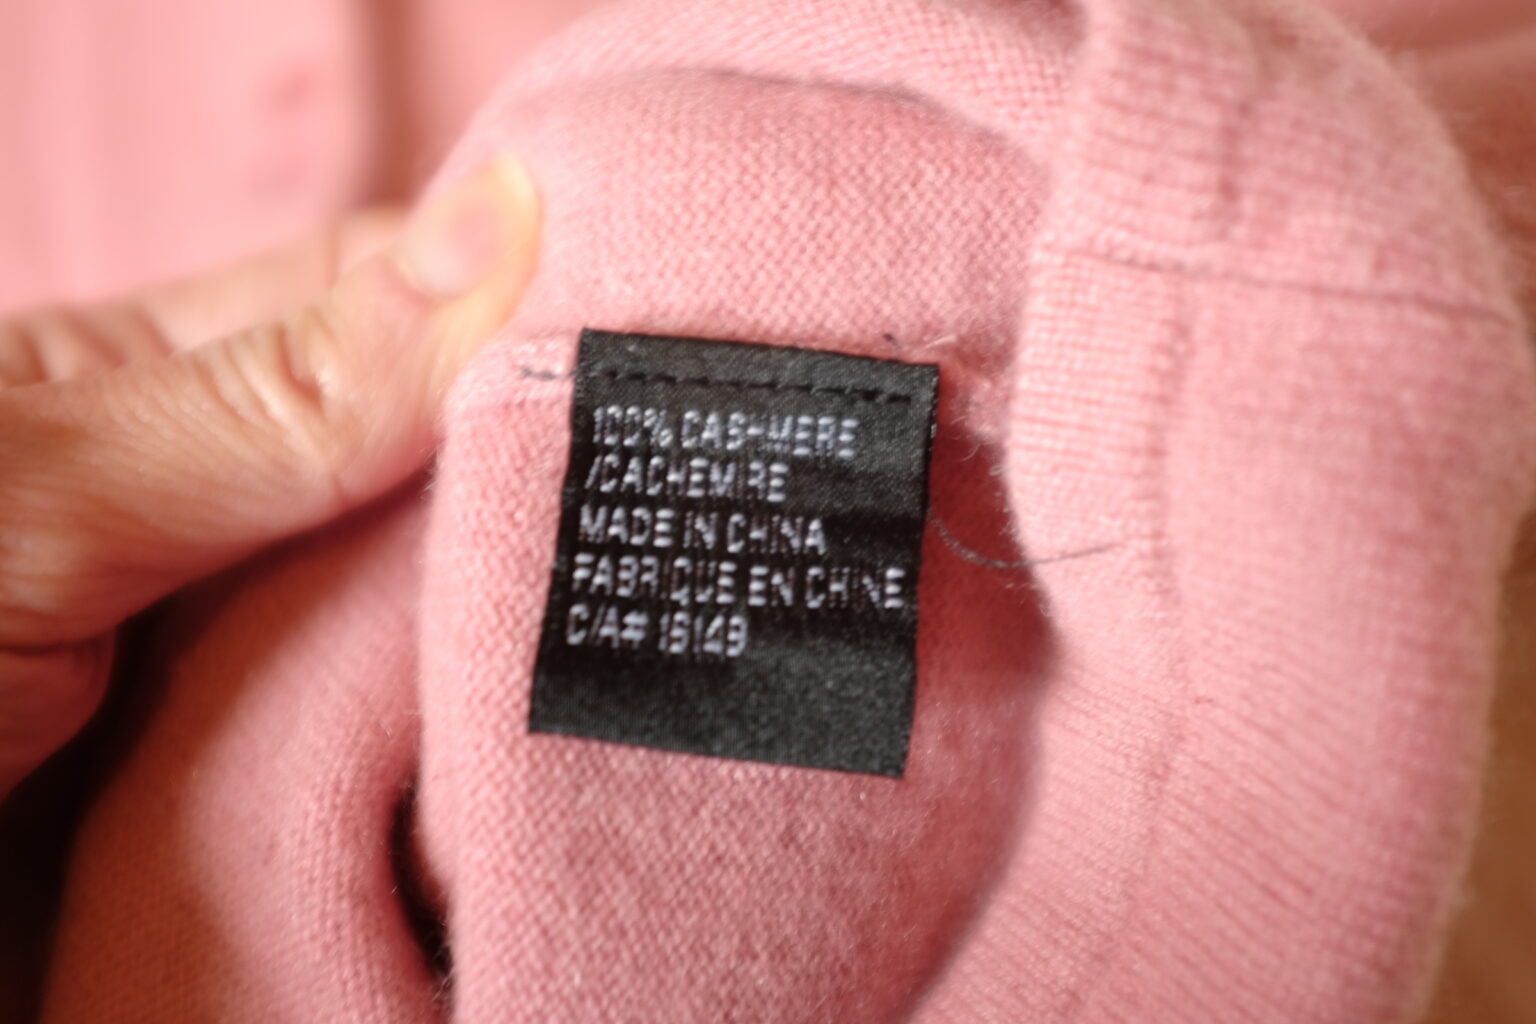 100% CASHMERE
/CACHEMIRE
MADE IN CHINA
FABRIQUE EN CHINE
C/A# 16149